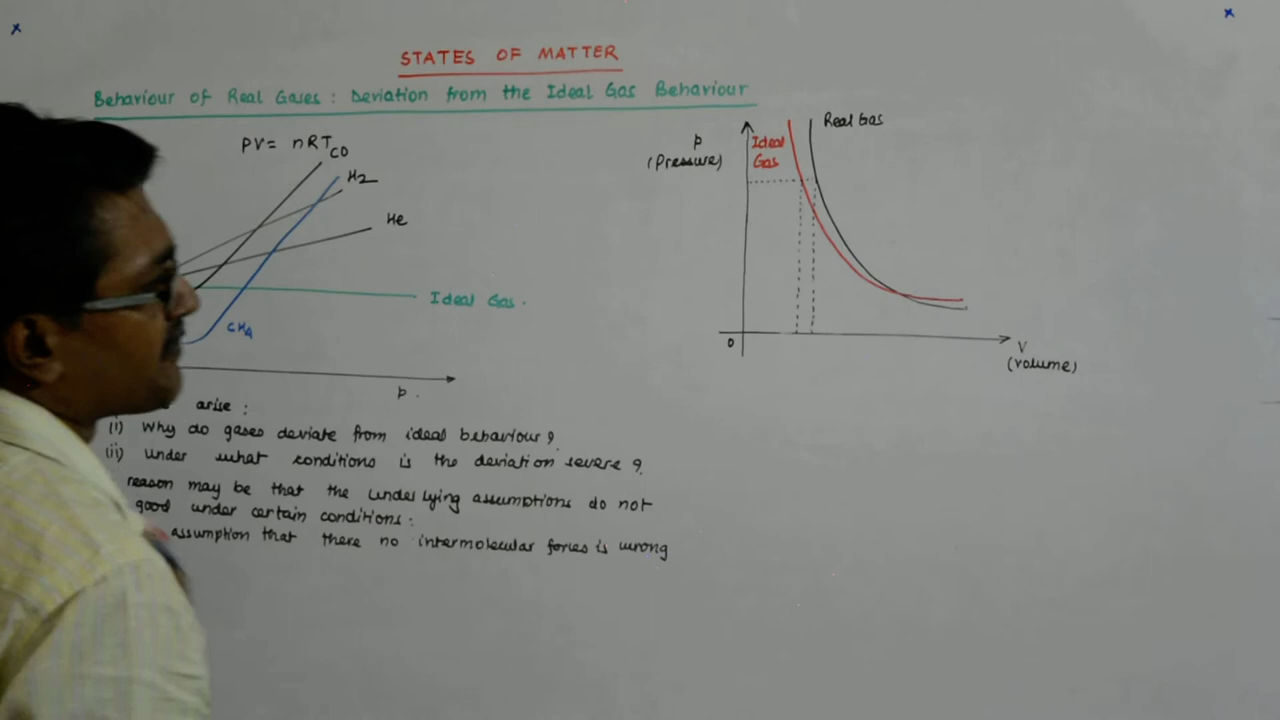 STATES OF MATTER
Behaviour of Real Gases: Deviation from the Ideal Gas Behaviour
PV = nRT
CO
H2
He
Ideal Gas.
CH4
p.
arise:
(i) Why do gases deviate from ideal behaviour?
(ii) under what conditions is the deviation severe?
reason may be that the underlying assumptions do not
good under certain conditions:
assumption that there no intermolecular forces is wrong
p
(Pressure)
Ideal
Gas
Real Gas
0
V
(volume)